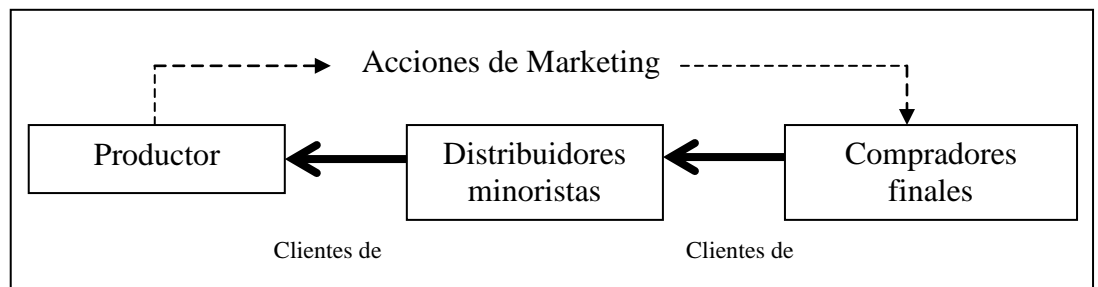 Acciones de Marketing
Productor
Distribuidores
minoristas
Compradores
finales
Clientes de
Clientes de